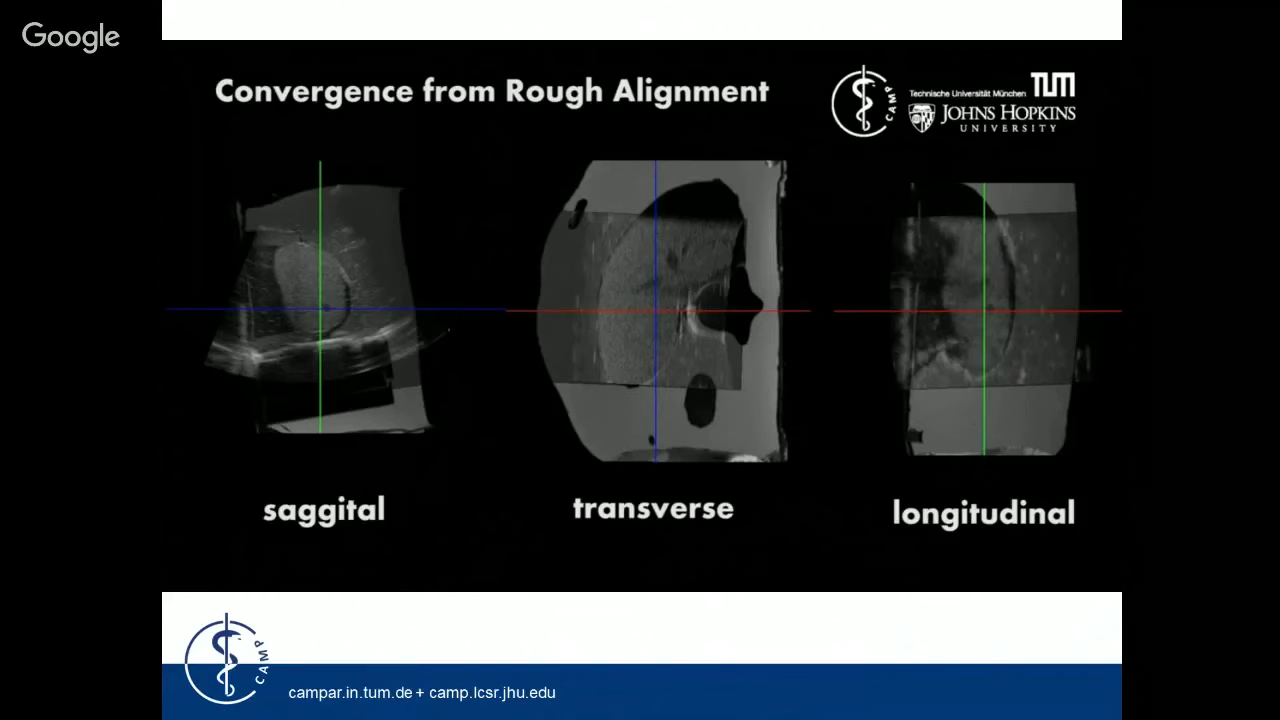 Google
Convergence from Rough Alignment
CAMP
Technische Universität München
TUM
JOHNS HOPKINS
UNIVERSITY
saggital
transverse
longitudinal
CAMP
campar.in.tum.de + camp.lcsr.jhu.edu